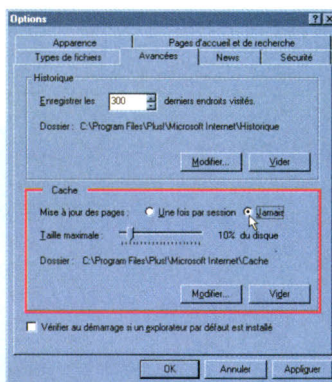 Options
Apparence
Pages d'accueil et de recherche
Types de fichiers
Avancées
News
Sécurité
Historique
Enregistrer les 300 derniers endroits visités.
Dossier : C:\Program Files\Plus!\Microsoft Internet\Historique
Modifier...
Vider
Cache
Mise à jour des pages : Une fois par session Jamais
Taille maximale : 10% du disque
Dossier : C:\Program Files\Plus!\Microsoft Internet\Cache
Modifier...
Vider
Vérifier au démarrage si un explorateur par défaut est installé
OK
Annuler
Appliquer